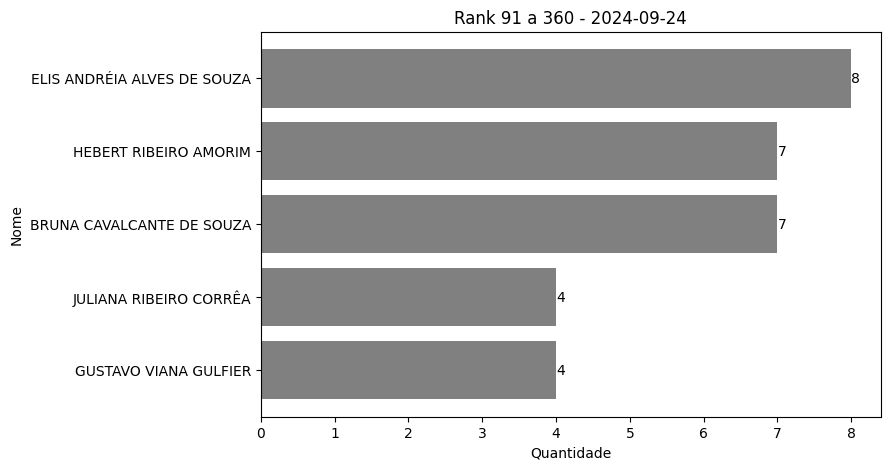 Rank 91 a 360 - 2024-09-24
Nome
ELIS ANDRÉIA ALVES DE SOUZA 8
HEBERT RIBEIRO AMORIM 7
BRUNA CAVALCANTE DE SOUZA 7
JULIANA RIBEIRO CORRÊA 4
GUSTAVO VIANA GULFIER 4
0 1 2 3 4 5 6 7 8
Quantidade